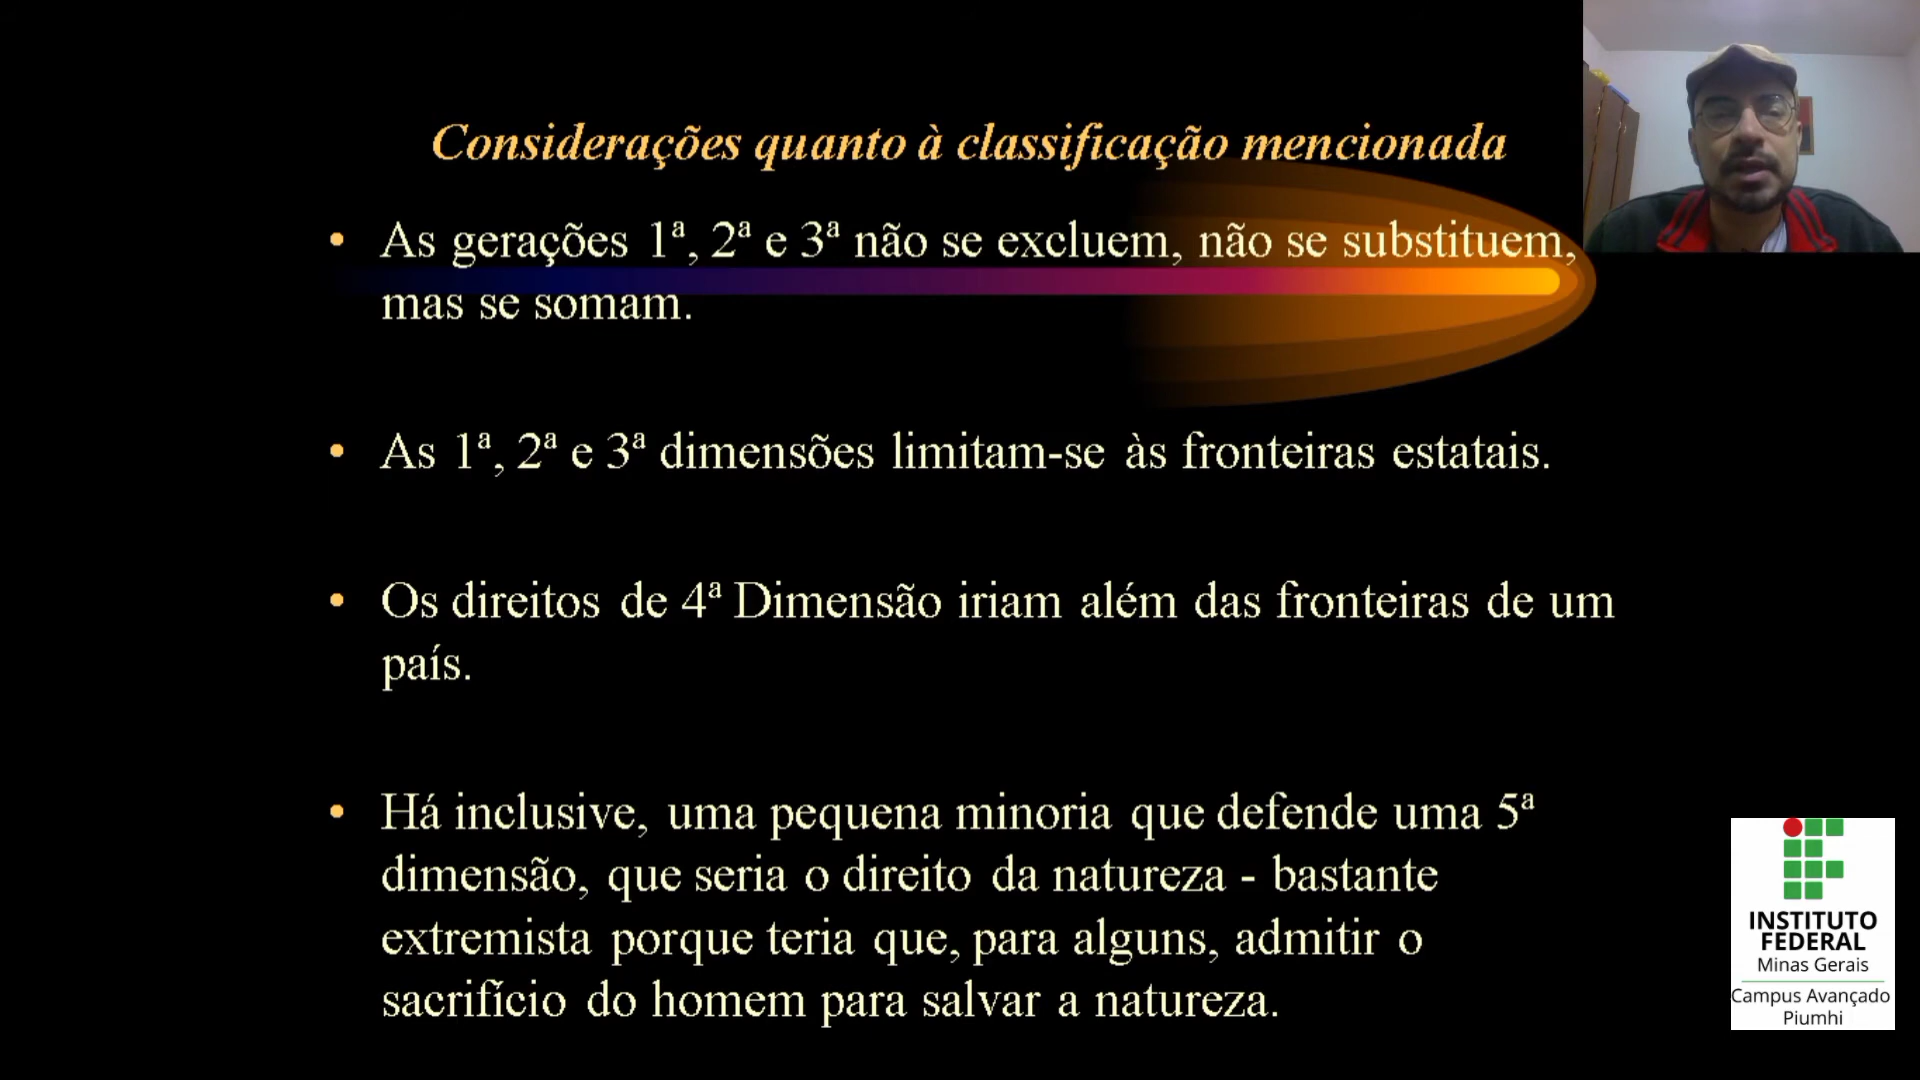 Considerações quanto à classificação mencionada
• As gerações 1ª, 2ª e 3ª não se excluem, não se substituem,
mas se somam.
• As 1ª, 2ª e 3ª dimensões limitam-se às fronteiras estatais.
• Os direitos de 4ª Dimensão iriam além das fronteiras de um
país.
• Há inclusive, uma pequena minoria que defende uma 5ª
dimensão, que seria o direito da natureza - bastante
extremista porque teria que, para alguns, admitir o
sacrifício do homem para salvar a natureza.
INSTITUTO
FEDERAL
Minas Gerais
Campus Avançado
Piumhi